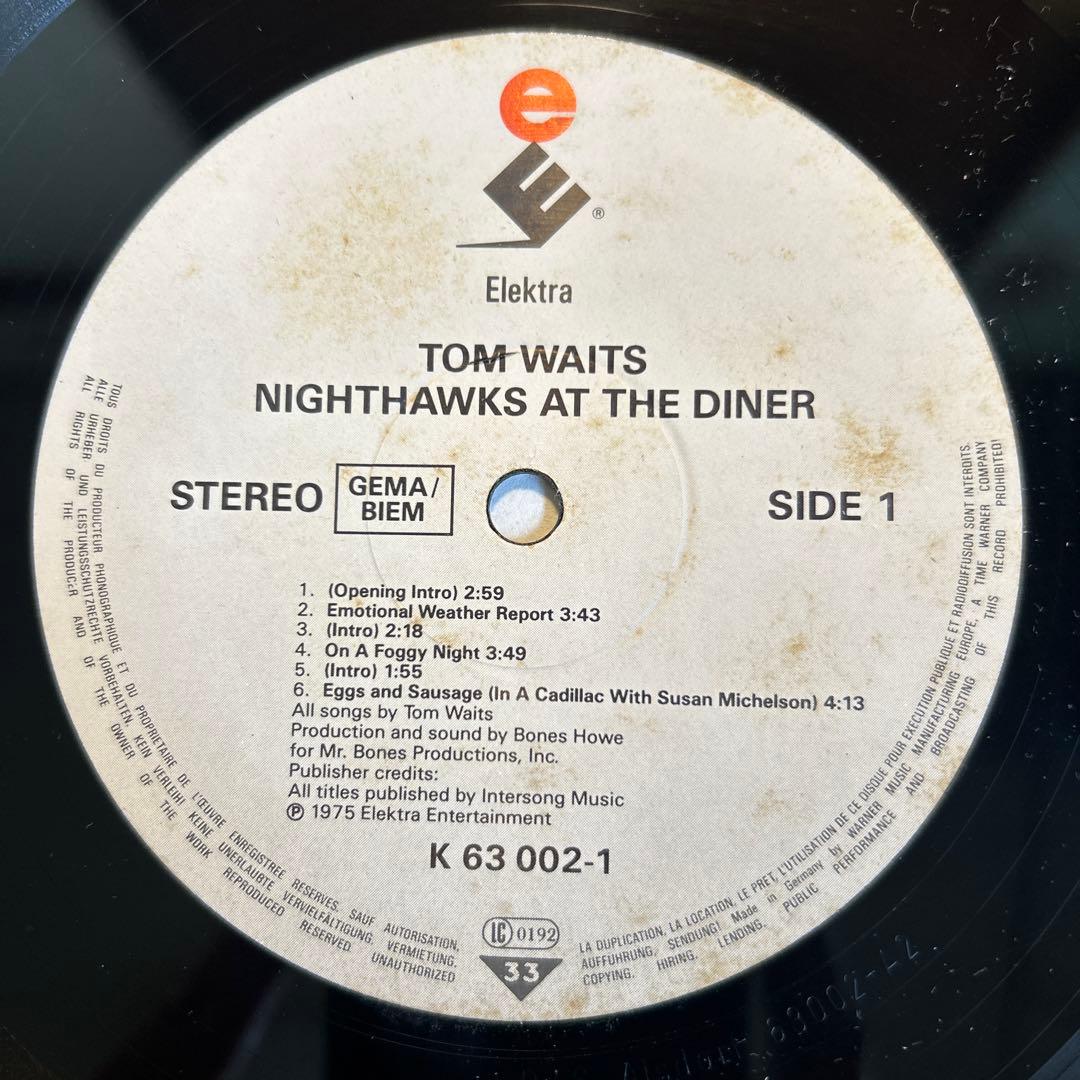 e
E ®
Elektra
TOM WAITS
NIGHTHAWKS AT THE DINER
STEREO
GEMA/
BIEM
SIDE 1
1. (Opening Intro) 2:59
2. Emotional Weather Report 3:43
3. (Intro) 2:18
4. On A Foggy Night 3:49
5. (Intro) 1:55
6. Eggs and Sausage (In A Cadillac With Susan Michelson) 4:13
All songs by Tom Waits
Production and sound by Bones Howe
for Mr. Bones Productions, Inc.
Publisher credits:
All titles published by Intersong Music
℗ 1975 Elektra Entertainment
K 63 002-1
LC 0192
33
TOUS DROITS DU PRODUCTEUR PHONOGRAPHIQUE ET DU PROPRIETAIRE DE L'ŒUVRE ENREGISTREE RESERVES. SAUF AUTORISATION,
LA DUPLICATION, LA LOCATION, LE PRET, L'UTILISATION DE CE DISQUE POUR EXECUTION PUBLIQUE ET RADIODIFFUSION SONT INTERDITS.
ALLE URHEBER UND LEISTUNGSSCHUTZRECHTE VORBEHALTEN. KEIN VERLEIH! KEINE UNERLAUBTE VERVIELFÄLTIGUNG, VERMIETUNG,
AUFFÜHRUNG, SENDUNG! Made in Germany by WARNER MUSIC MANUFACTURING EUROPE, A TIME WARNER COMPANY
ALL RIGHTS OF THE PRODUCER AND OF THE OWNER OF THE WORK REPRODUCED RESERVED. UNAUTHORIZED
COPYING, HIRING, LENDING, PUBLIC PERFORMANCE AND BROADCASTING OF THIS RECORD PROHIBITED!
63002-